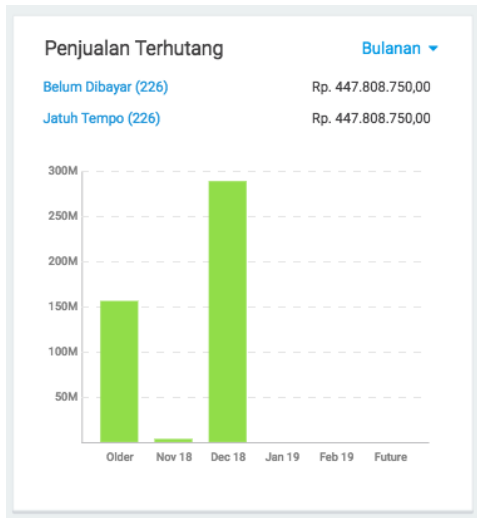 Penjualan Terhutang Bulanan
Belum Dibayar (226) Rp. 447.808.750,00
Jatuh Tempo (226) Rp. 447.808.750,00
300M
250M
200M
150M
100M
50M
Older Nov 18 Dec 18 Jan 19 Feb 19 Future